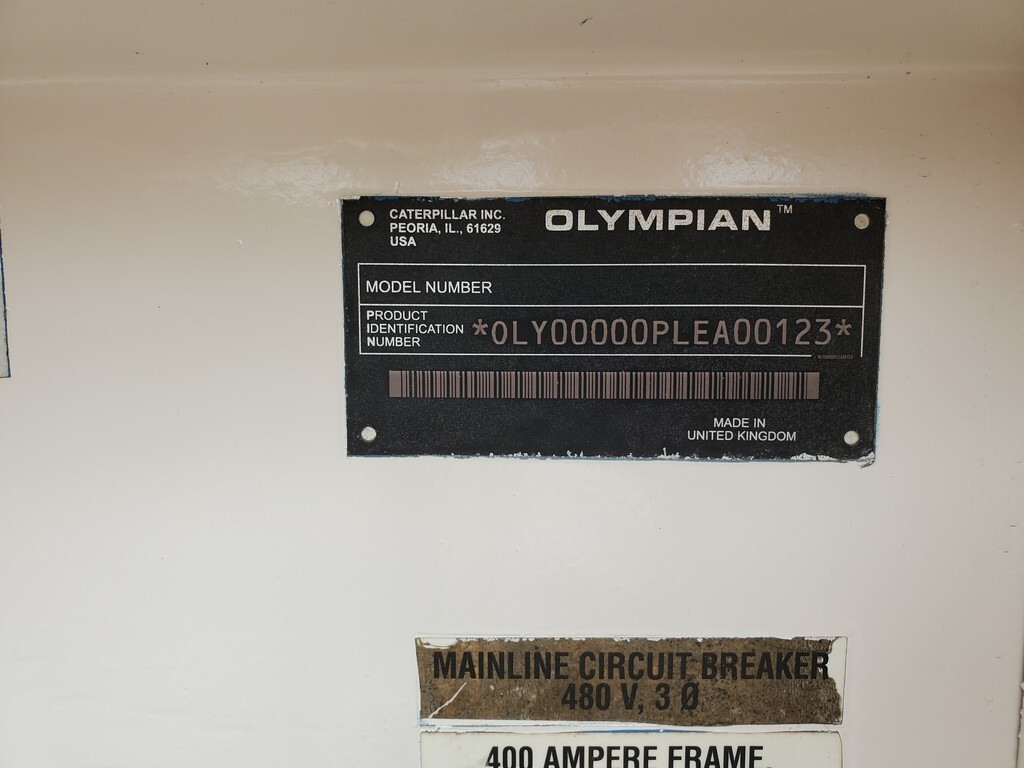 CATERPILLAR INC.
PEORIA, IL., 61629
USA
OLYMPIAN™
MODEL NUMBER
PRODUCT
IDENTIFICATION
NUMBER
*OLY00000PLEA00123*
MADE IN
UNITED KINGDOM
MAINLINE CIRCUIT BREAKER
480 V, 3 Ø
400 AMPERE FRAME,